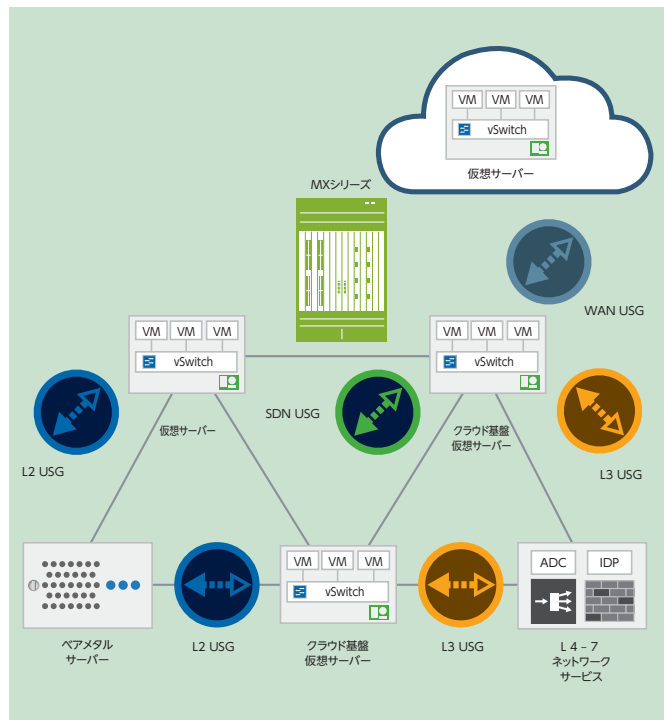 VM VM VM
vSwitch
仮想サーバー
MXシリーズ
WAN USG
VM VM VM
vSwitch
VM VM VM
vSwitch
仮想サーバー
SDN USG
クラウド基盤
仮想サーバー
L2 USG
L3 USG
VM VM VM
vSwitch
ADC IDP
ベアメタル
サーバー
L2 USG
クラウド基盤
仮想サーバー
L3 USG
L 4 - 7
ネットワーク
サービス